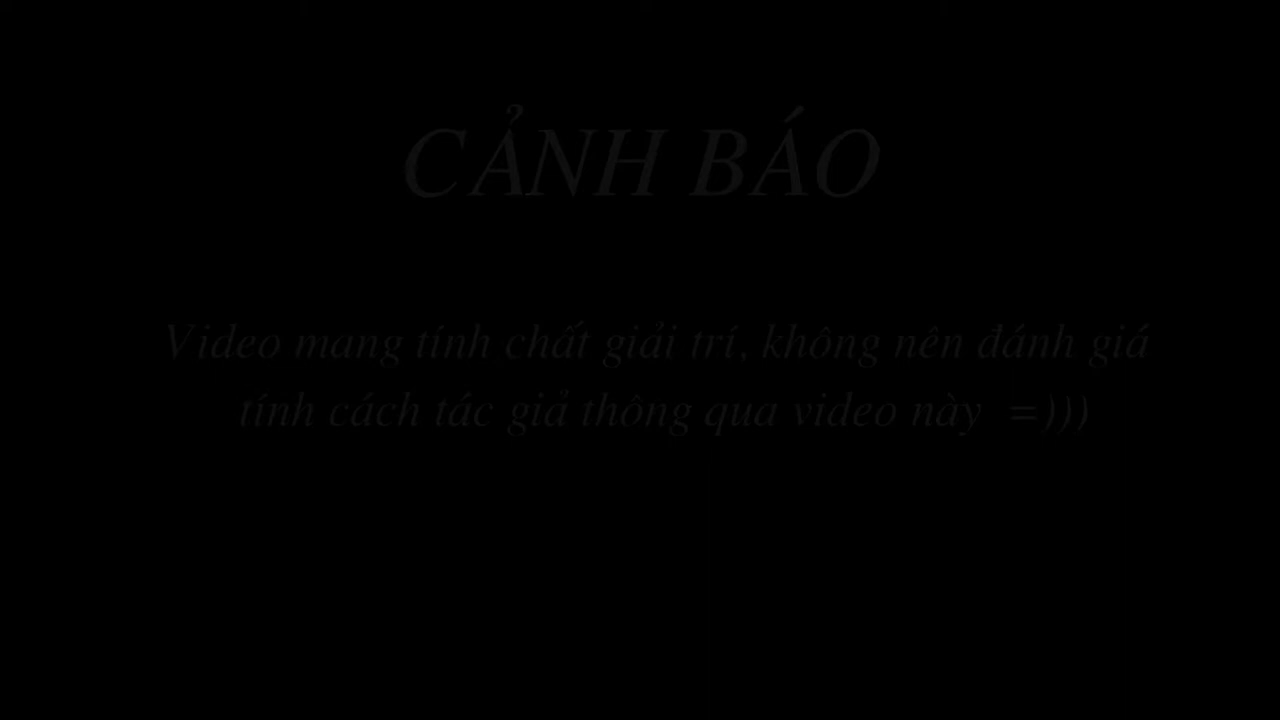 CẢNH BÁO
Video mang tính chất giải trí, không nên đánh giá
tính cách tác giả thông qua video này =)))